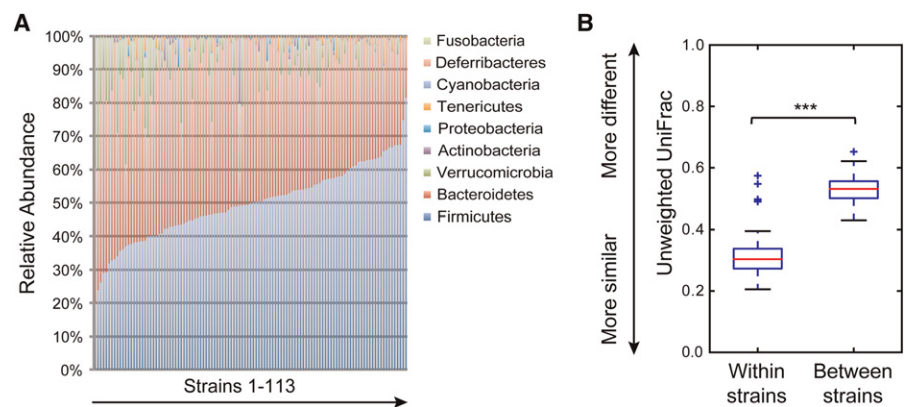 A
100%
90%
80%
70%
60%
50%
40%
30%
20%
10%
0%
Relative Abundance
Strains 1-113
Fusobacteria
Deferribacteres
Cyanobacteria
Tenericutes
Proteobacteria
Actinobacteria
Verrucomicrobia
Bacteroidetes
Firmicutes
B
More different
More similar
Unweighted UniFrac
1.0
0.8
0.6
0.4
0.2
0.0
***
Within
strains
Between
strains